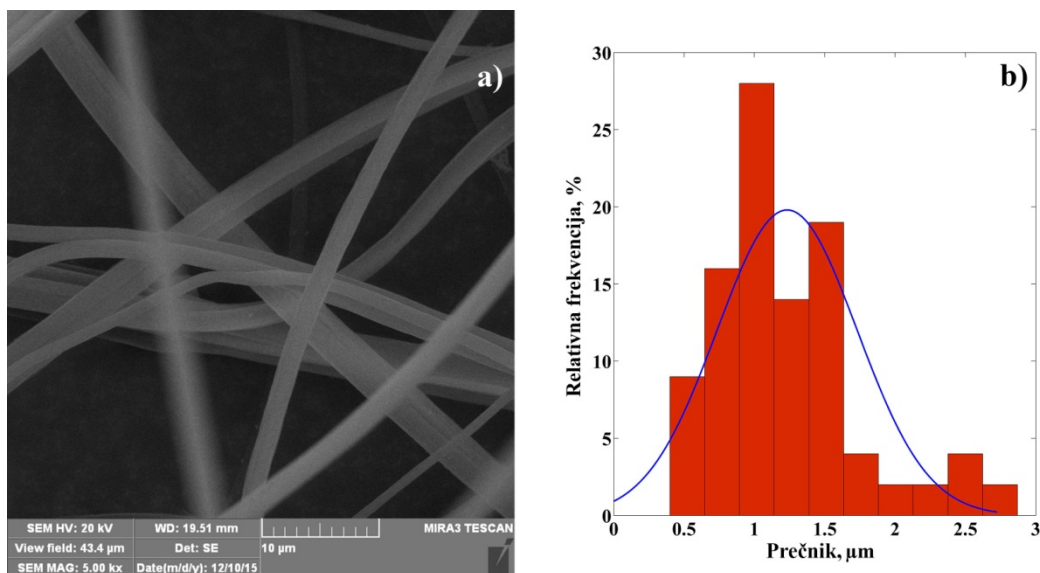 a)
SEM HV: 20 kV
WD: 19.51 mm
MIRA3 TESCAN
View field: 43.4 µm
Det: SE
10 µm
SEM MAG: 5.00 kx
Date(m/d/y): 12/10/15
b)
Relativna frekvencija, %
30
25
20
15
10
5
0
0 0.5 1 1.5 2 2.5 3
Prečnik, µm